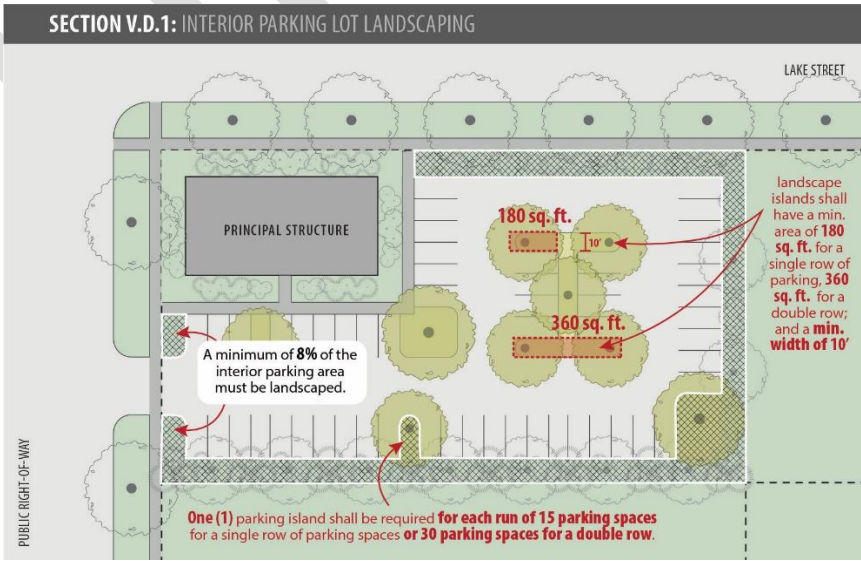 SECTION V.D.1: INTERIOR PARKING LOT LANDSCAPING
LAKE STREET
PRINCIPAL STRUCTURE
180 sq. ft.
10'
360 sq. ft.
landscape
islands shall
have a min.
area of 180
sq. ft. for a
single row of
parking, 360
sq. ft. for a
double row;
and a min.
width of 10'
A minimum of 8% of the
interior parking area
must be landscaped.
PUBLIC RIGHT-OF-WAY
One (1) parking island shall be required for each run of 15 parking spaces
for a single row of parking spaces or 30 parking spaces for a double row.